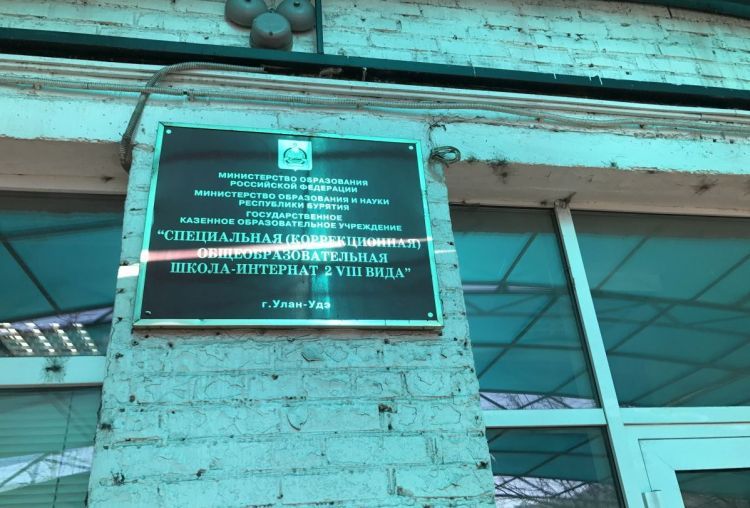 МИНИСТЕРСТВО ОБРАЗОВАНИЯ
РОССИЙСКОЙ ФЕДЕРАЦИИ
МИНИСТЕРСТВО ОБРАЗОВАНИЯ И НАУКИ
РЕСПУБЛИКИ БУРЯТИЯ
ГОСУДАРСТВЕННОЕ
КАЗЕННОЕ ОБРАЗОВАТЕЛЬНОЕ УЧРЕЖДЕНИЕ
"СПЕЦИАЛЬНАЯ (КОРРЕКЦИОННАЯ)
ОБЩЕОБРАЗОВАТЕЛЬНАЯ
ШКОЛА-ИНТЕРНАТ 2 VIII ВИДА"
г.Улан-Удэ